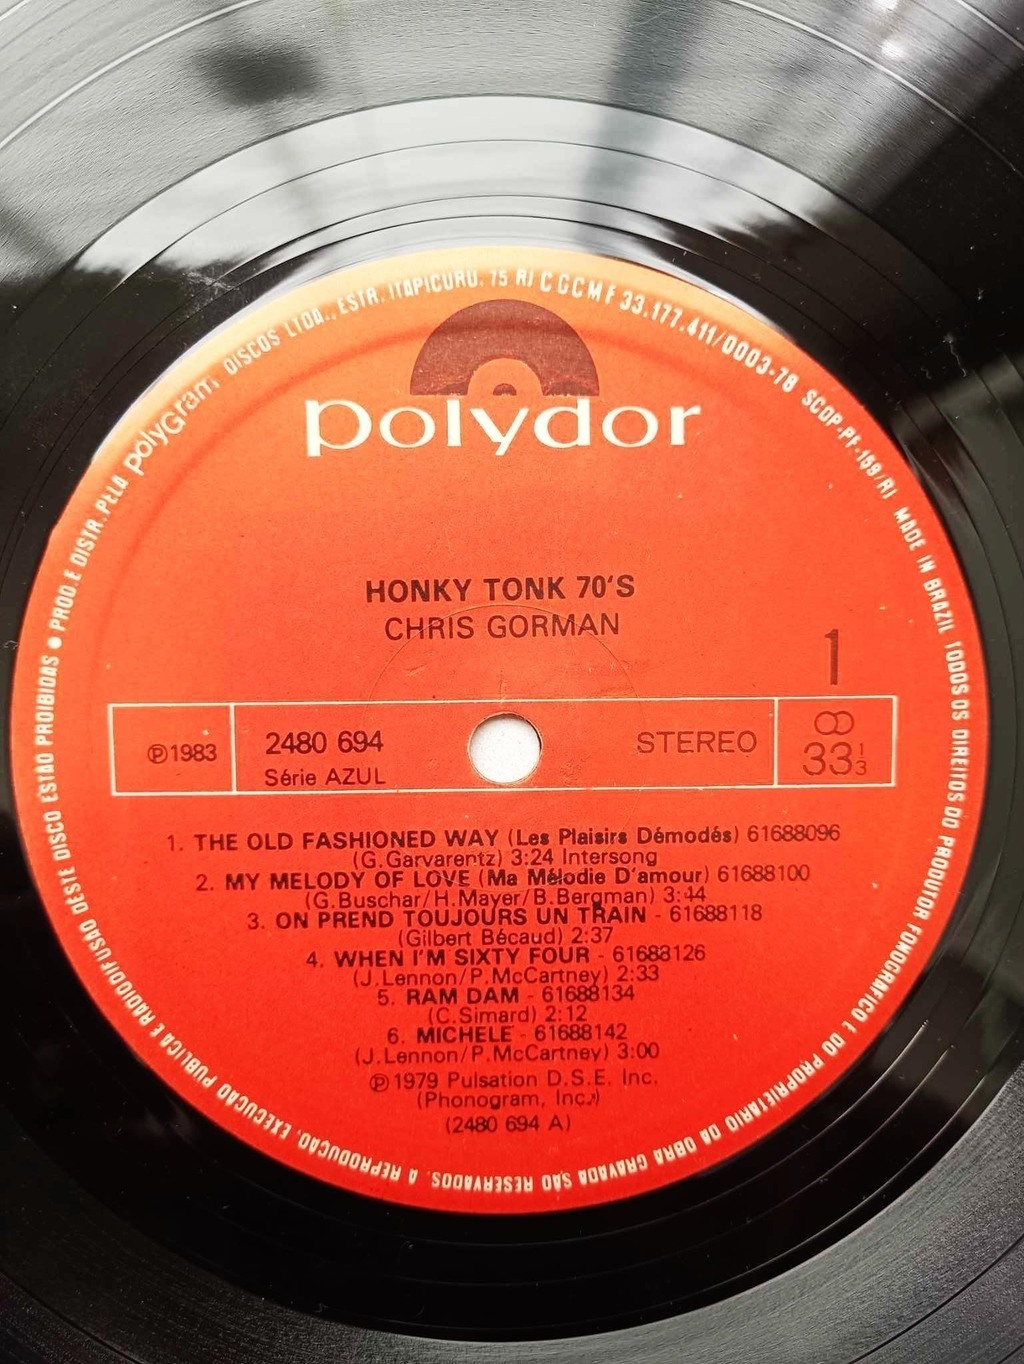 PROD. E DISTR. PELA polyGram, DISCOS LTDA., ESTR. ITAPICURU. 75 RJ C G C M F 33.177.411/0003-78 SCDP-PF-159/RJ MADE IN BRAZIL TODOS OS DIREITOS DO PRODUTOR FONOGRÁFICO E DO PROPRIETÁRIO DA OBRA GRAVADA SÃO RESERVADOS. A REPRODUÇÃO, EXECUÇÃO PÚBLICA E RADIODIFUSÃO DESTE DISCO ESTÃO PROIBIDAS ●
polydor
HONKY TONK 70'S
CHRIS GORMAN
1
℗1983 2480 694 STEREO
Série AZUL 33 1/3
1. THE OLD FASHIONED WAY (Les Plaisirs Démodés) 61688096
(G.Garvarentz) 3:24 Intersong
2. MY MELODY OF LOVE (Ma Mélodie D'amour) 61688100
(G.Buschar/H.Mayer/B.Bergman) 3:44
3. ON PREND TOUJOURS UN TRAIN - 61688118
(Gilbert Bécaud) 2:37
4. WHEN I'M SIXTY FOUR - 61688126
(J.Lennon/P.McCartney) 2:33
5. RAM DAM - 61688134
(C.Simard) 2:12
6. MICHELE - 61688142
(J.Lennon/P.McCartney) 3:00
℗1979 Pulsation D.S.E. Inc.
(Phonogram, Inc.)
(2480 694 A)